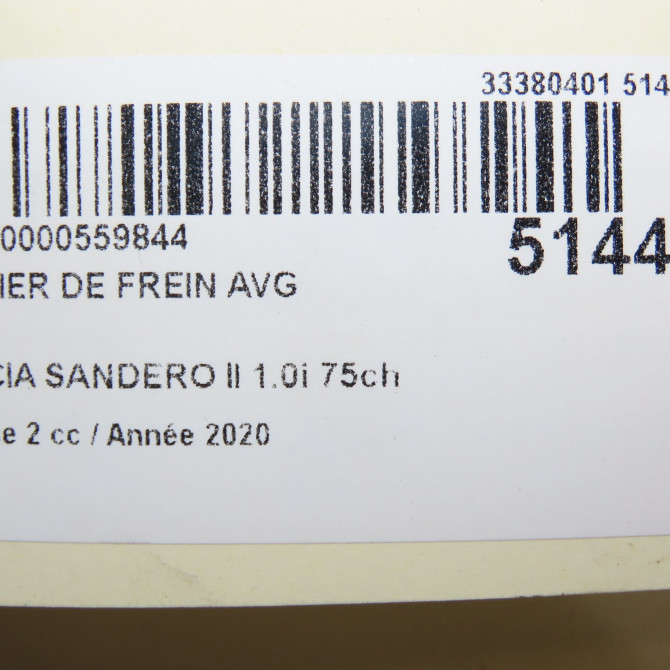 33380401 514
0000559844
5144
IER DE FREIN AVG
CIA SANDERO II 1.0i 75ch
e 2 cc / Année 2020